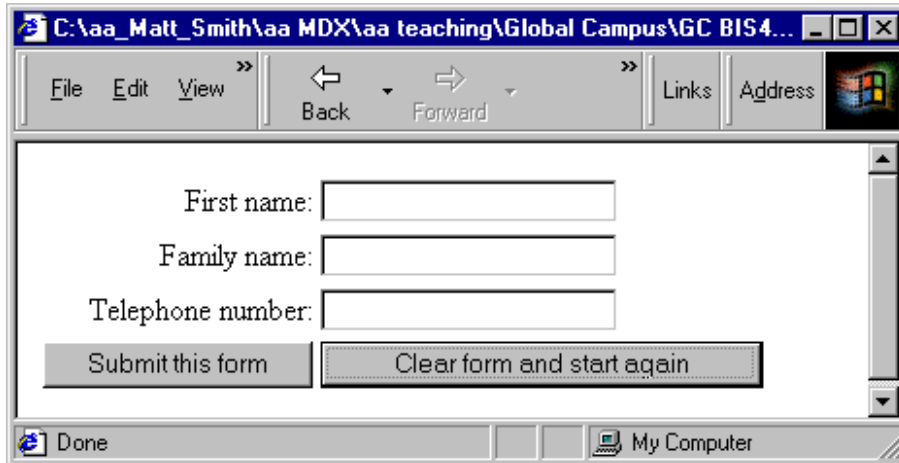 C:\aa_Matt_Smith\aa MDX\aa teaching\Global Campus\GC BIS4...
File Edit View » Back Forward » Links Address
First name:
Family name:
Telephone number:
Submit this form Clear form and start again
Done My Computer